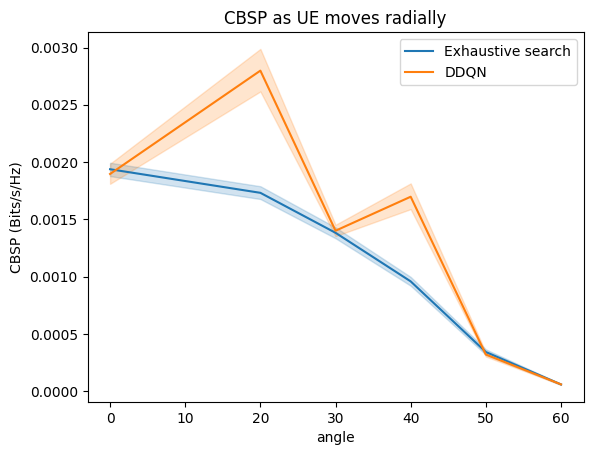 CBSP as UE moves radially
Exhaustive search
DDQN
CBSP (Bits/s/Hz)
0.0030
0.0025
0.0020
0.0015
0.0010
0.0005
0.0000
0 10 20 30 40 50 60
angle